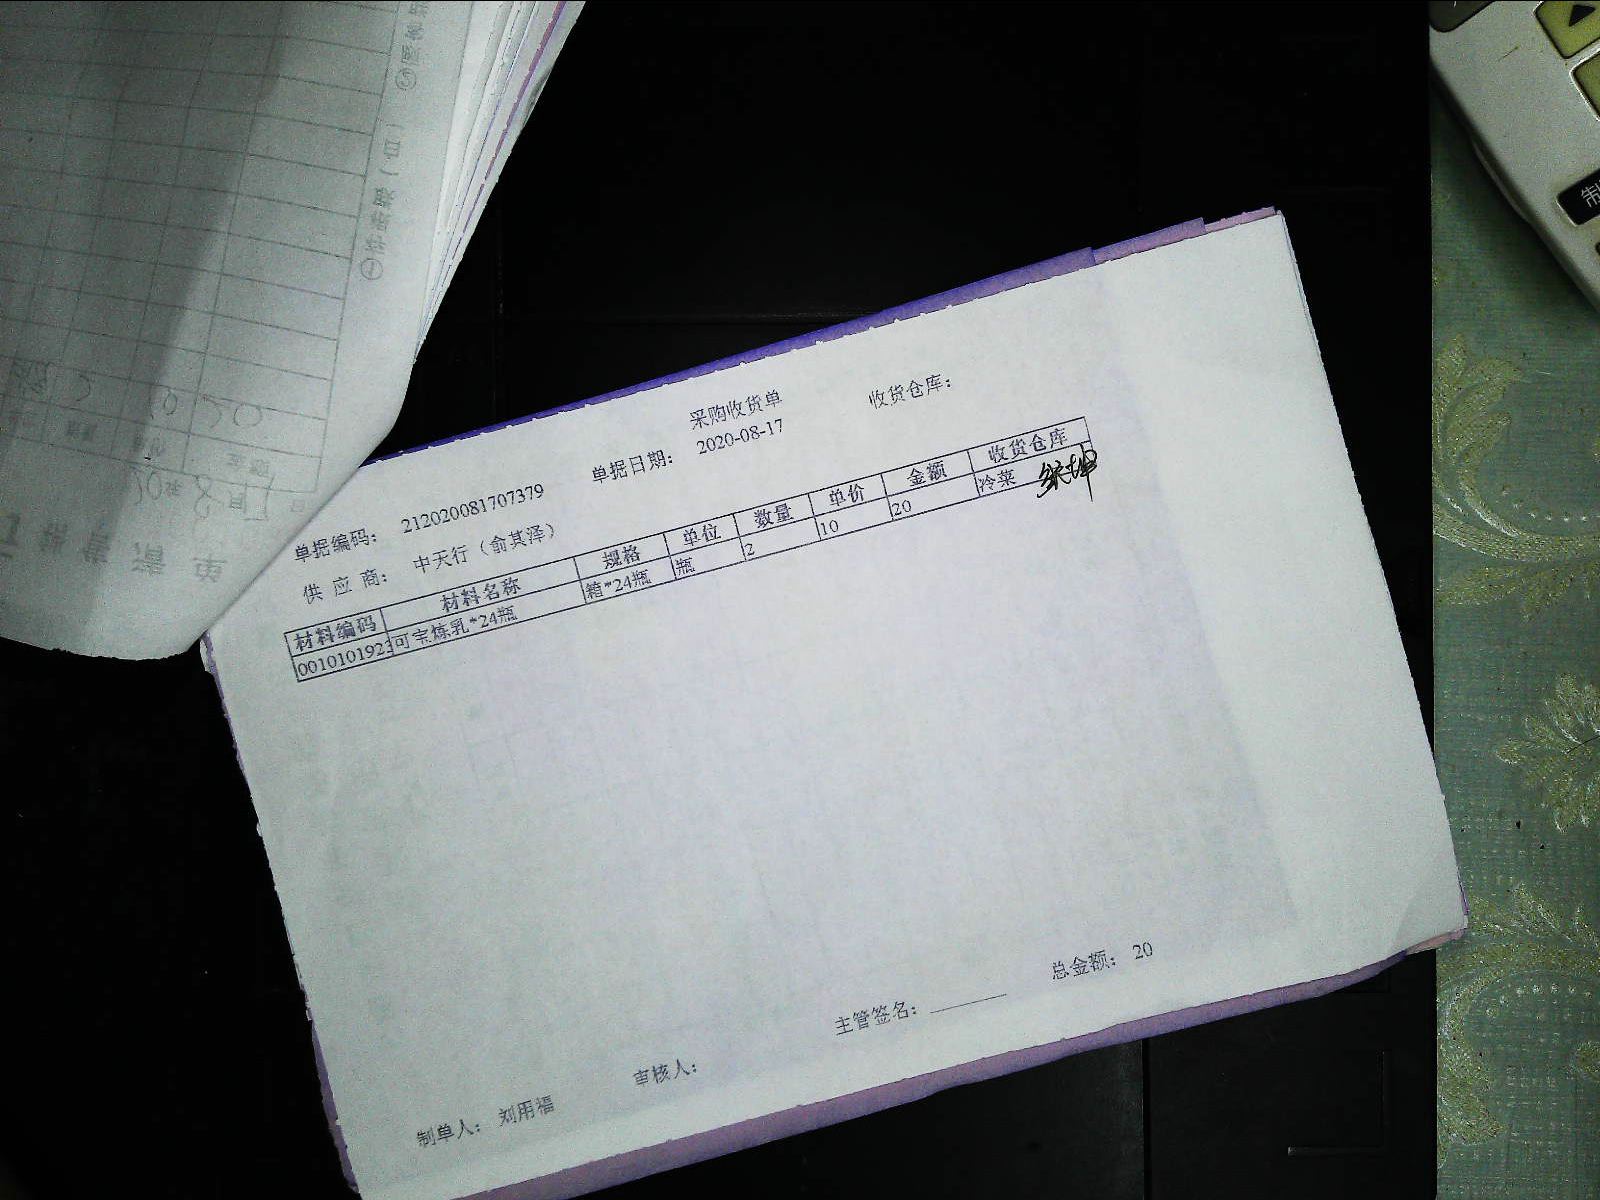 采购收货单
收货仓库：
单据日期： 2020-08-17
单据编码： 212020081707379
供 应 商： 中天行（俞其泽）
材料编码 材料名称 规格 单位 数量 单价 金额 收货仓库
0010101923 可宝炼乳*24瓶 箱*24瓶 瓶 2 10 20 冷菜
总金额： 20
主管签名：
审核人：
制单人： 刘用福
制